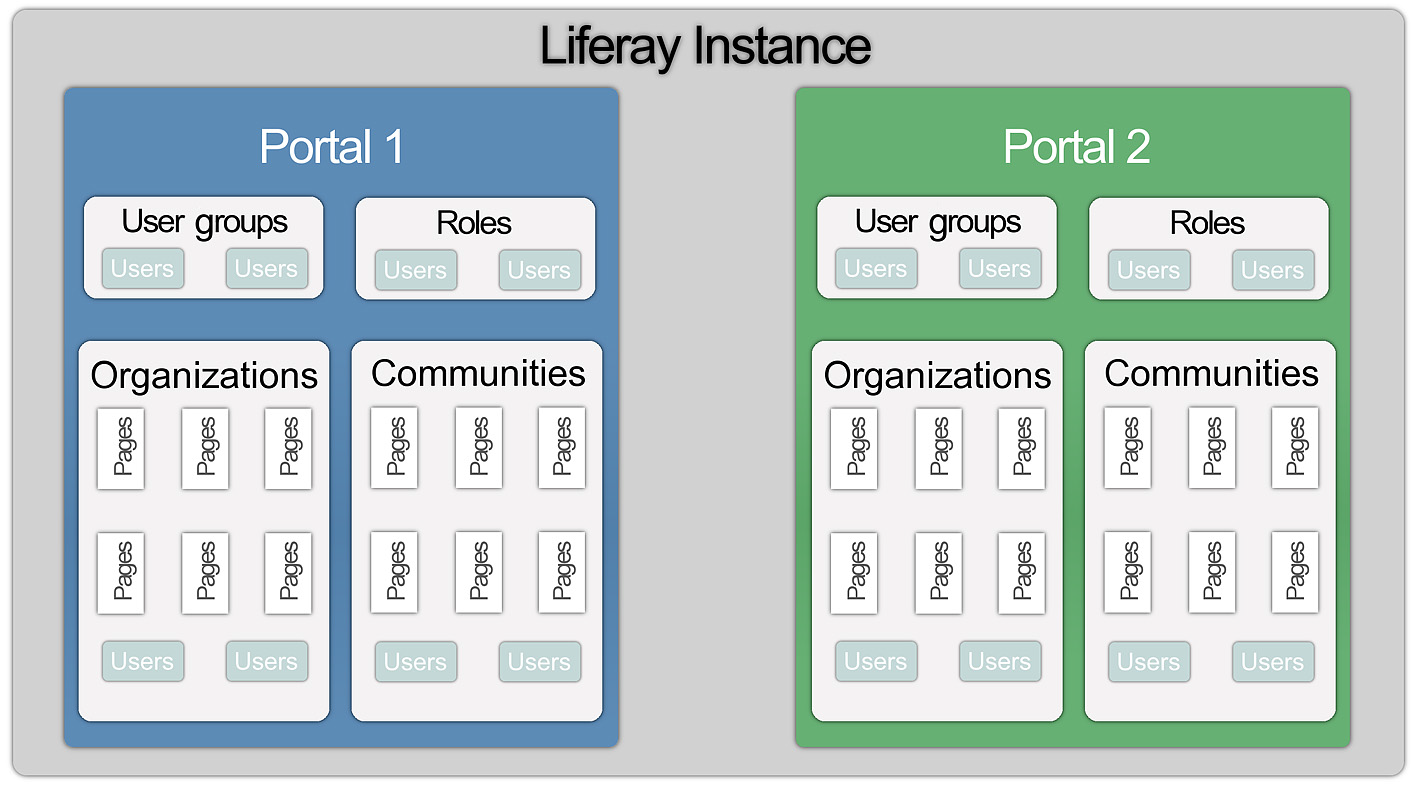 Liferay Instance
Portal 1
User groups
Users Users
Roles
Users Users
Organizations
Pages Pages Pages
Pages Pages Pages
Users Users
Communities
Pages Pages Pages
Pages Pages Pages
Users Users
Portal 2
User groups
Users Users
Roles
Users Users
Organizations
Pages Pages Pages
Pages Pages Pages
Users Users
Communities
Pages Pages Pages
Pages Pages Pages
Users Users